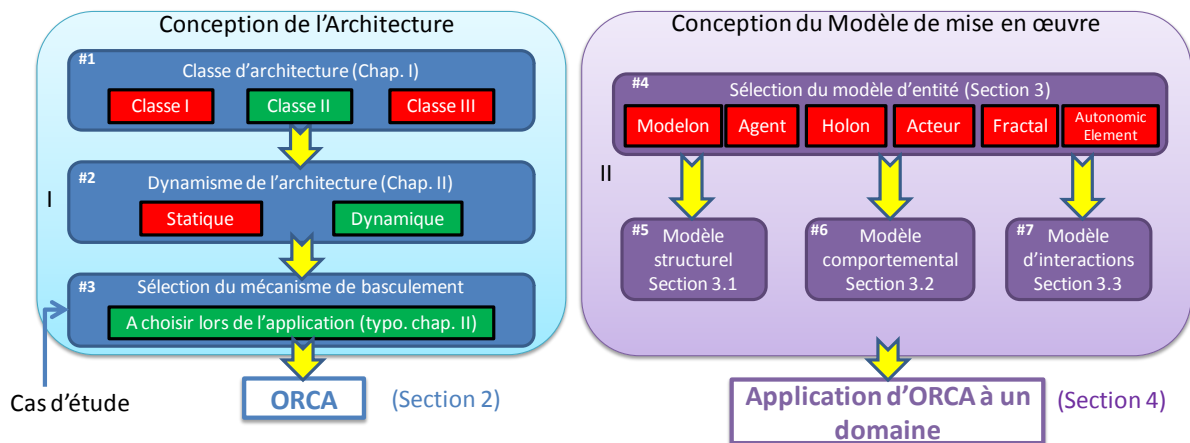 Conception de l'Architecture
#1
Classe d'architecture (Chap. I)
Classe I
Classe II
Classe III
I
#2
Dynamisme de l'architecture (Chap. II)
Statique
Dynamique
#3
Sélection du mécanisme de basculement
A choisir lors de l'application (typo. chap. II)
Cas d'étude
ORCA
(Section 2)
Conception du Modèle de mise en œuvre
#4
Sélection du modèle d'entité (Section 3)
Modelon
Agent
Holon
Acteur
Fractal
Autonomic
Element
II
#5
Modèle
structurel
Section 3.1
#6
Modèle
comportemental
Section 3.2
#7
Modèle
d'interactions
Section 3.3
Application d'ORCA à un
domaine
(Section 4)